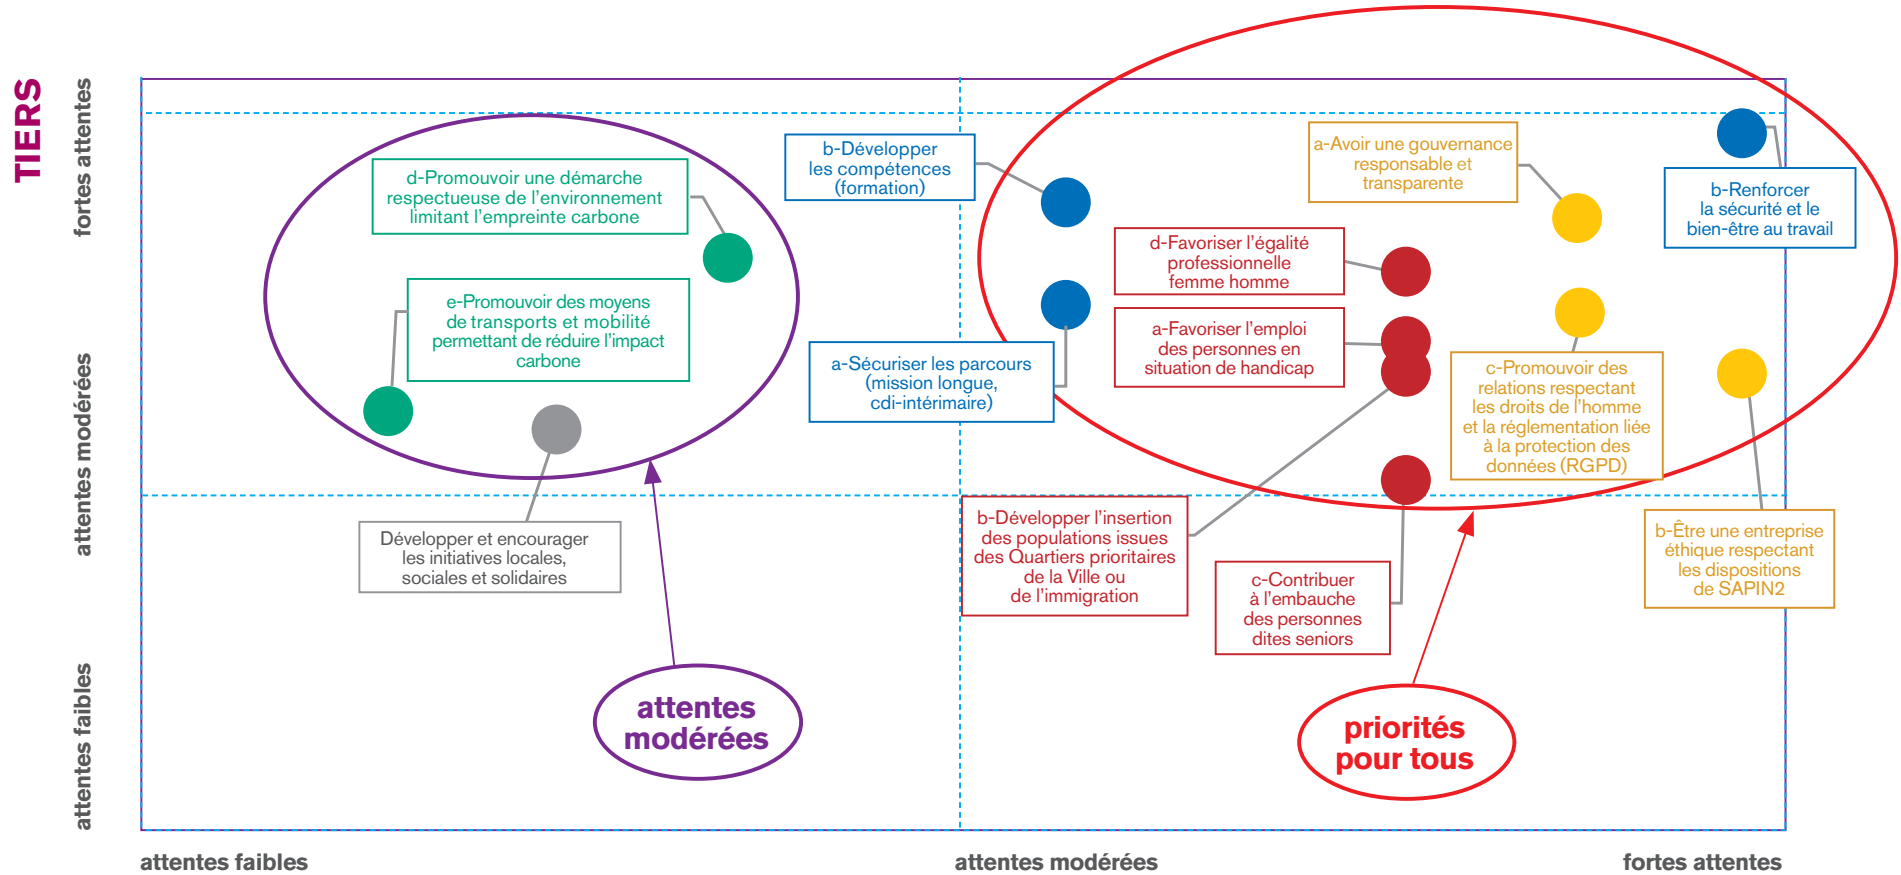 TIERS
fortes attentes
attentes modérées
attentes faibles
d-Promouvoir une démarche
respectueuse de l’environnement
limitant l’empreinte carbone
e-Promouvoir des moyens
de transports et mobilité
permettant de réduire l’impact
carbone
Développer et encourager
les initiatives locales,
sociales et solidaires
attentes
modérées
b-Développer
les compétences
(formation)
a-Sécuriser les parcours
(mission longue,
cdi-intérimaire)
a-Avoir une gouvernance
responsable et
transparente
b-Renforcer
la sécurité et le
bien-être au travail
d-Favoriser l’égalité
professionnelle
femme homme
a-Favoriser l’emploi
des personnes en
situation de handicap
c-Promouvoir des
relations respectant
les droits de l’homme
et la réglementation liée
à la protection des
données (RGPD)
b-Développer l’insertion
des populations issues
des Quartiers prioritaires
de la Ville ou
de l’immigration
c-Contribuer
à l’embauche
des personnes
dites seniors
b-Être une entreprise
éthique respectant
les dispositions
de SAPIN2
priorités
pour tous
attentes faibles
attentes modérées
fortes attentes